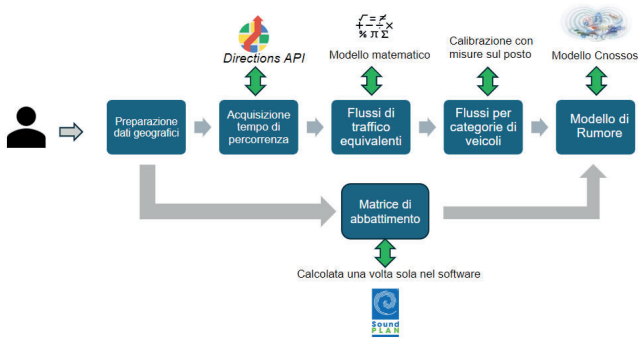 √ = ≠
+ − ÷ ×
% π Σ
Directions API
Modello matematico
Calibrazione con
misure sul posto
Modello Cnossos
Preparazione
dati geografici
Acquisizione
tempo di
percorrenza
Flussi di
traffico
equivalenti
Flussi per
categorie di
veicoli
Modello di
Rumore
Matrice di
abbattimento
Calcolata una volta sola nel software
Sound
PLAN